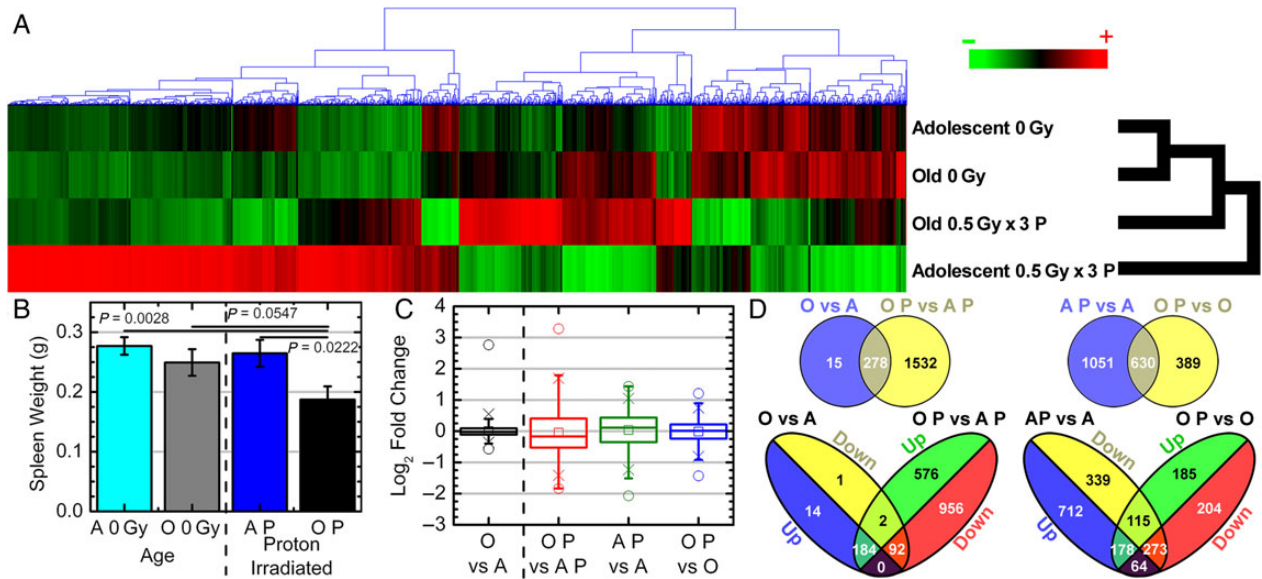 A
-
+
Adolescent 0 Gy
Old 0 Gy
Old 0.5 Gy x 3 P
Adolescent 0.5 Gy x 3 P
B
P = 0.0028
P = 0.0547
P = 0.0222
Spleen Weight (g)
0.3
0.2
0.1
0.0
A 0 Gy
O 0 Gy
A P
O P
Age
Proton
Irradiated
C
Log2 Fold Change
4
3
2
1
0
-1
-2
-3
O
vs A
O P
vs A P
A P
vs A
O P
vs O
D
O vs A
O P vs A P
15
278
1532
A P vs A
O P vs O
1051
630
389
O vs A
O P vs A P
Down
Up
1
576
14
2
956
184
92
0
Up
Down
AP vs A
O P vs O
Down
Up
339
185
712
115
204
178
273
64
Up
Down